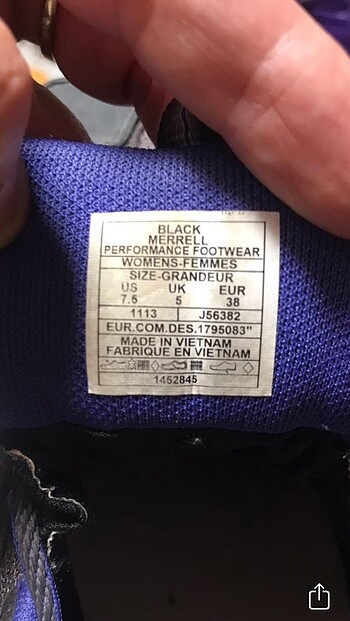 BLACK
MERRELL
PERFORMANCE FOOTWEAR
WOMENS-FEMMES
SIZE-GRANDEUR
US UK EUR
7.5 5 38
1113 J56382
EUR.COM.DES.1795083"
MADE IN VIETNAM
FABRIQUE EN VIETNAM
1452845